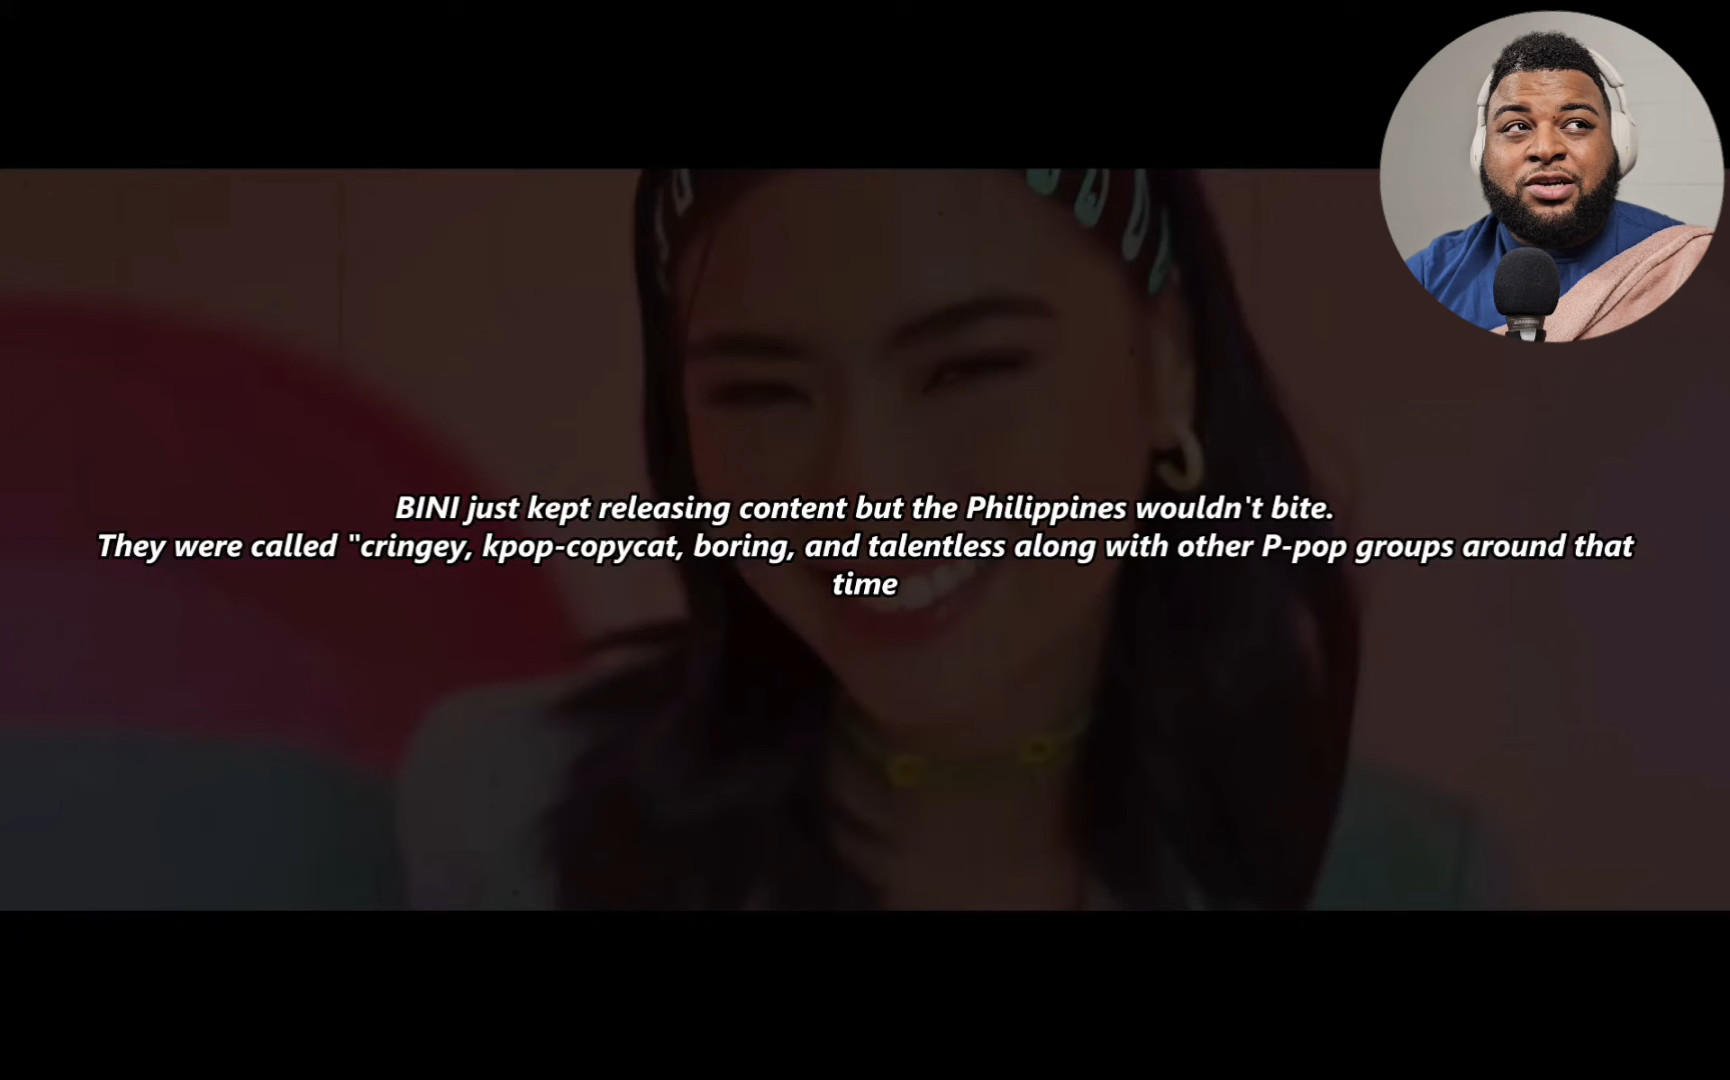 BINI just kept releasing content but the Philippines wouldn't bite.
They were called "cringey, kpop-copycat, boring, and talentless along with other P-pop groups around that
time